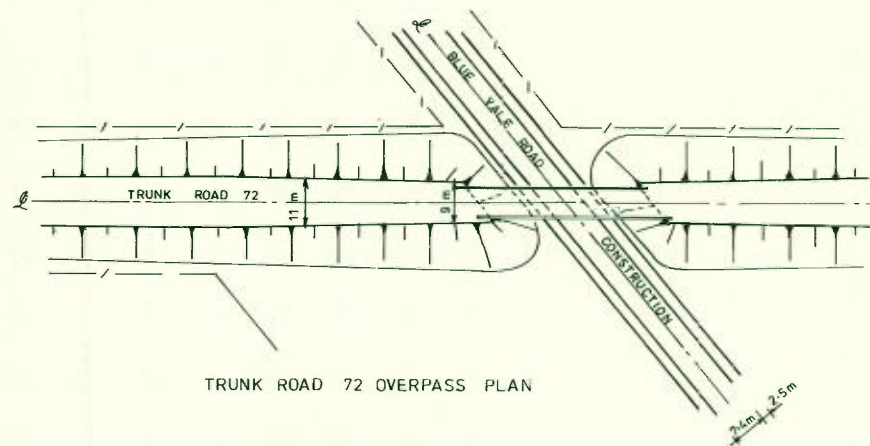 ℄
BLUE VALE ROAD CONSTRUCTION
℄ TRUNK ROAD 72
11 m
9 m
TRUNK ROAD 72 OVERPASS PLAN
2·4m
2·5m